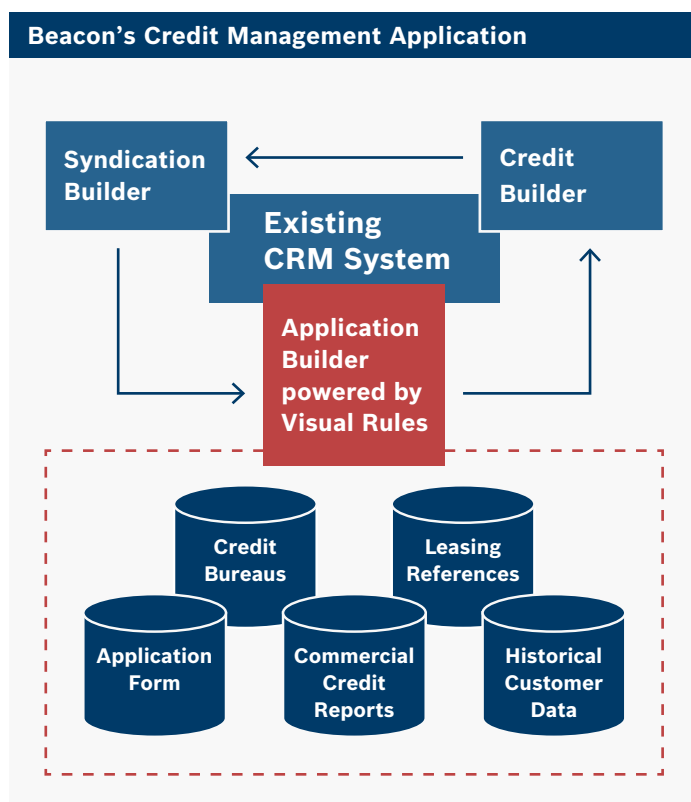 Beacon’s Credit Management Application
Syndication
Builder
Credit
Builder
Existing
CRM System
Application
Builder
powered by
Visual Rules
Credit
Bureaus
Leasing
References
Application
Form
Commercial
Credit
Reports
Historical
Customer
Data